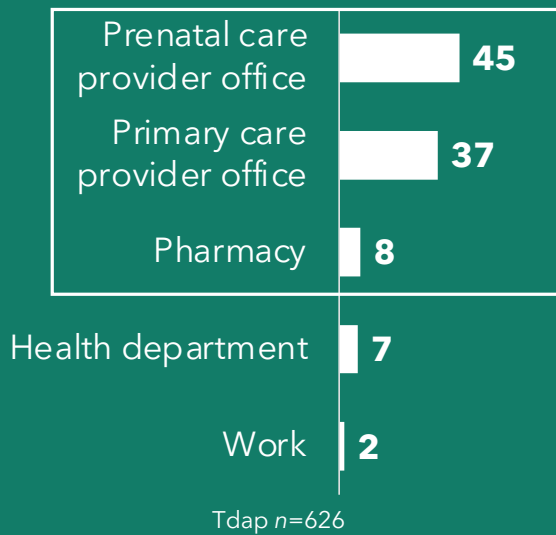 Prenatal care
provider office
45
Primary care
provider office
37
Pharmacy
8
Health department
7
Work
2
Tdap n=626